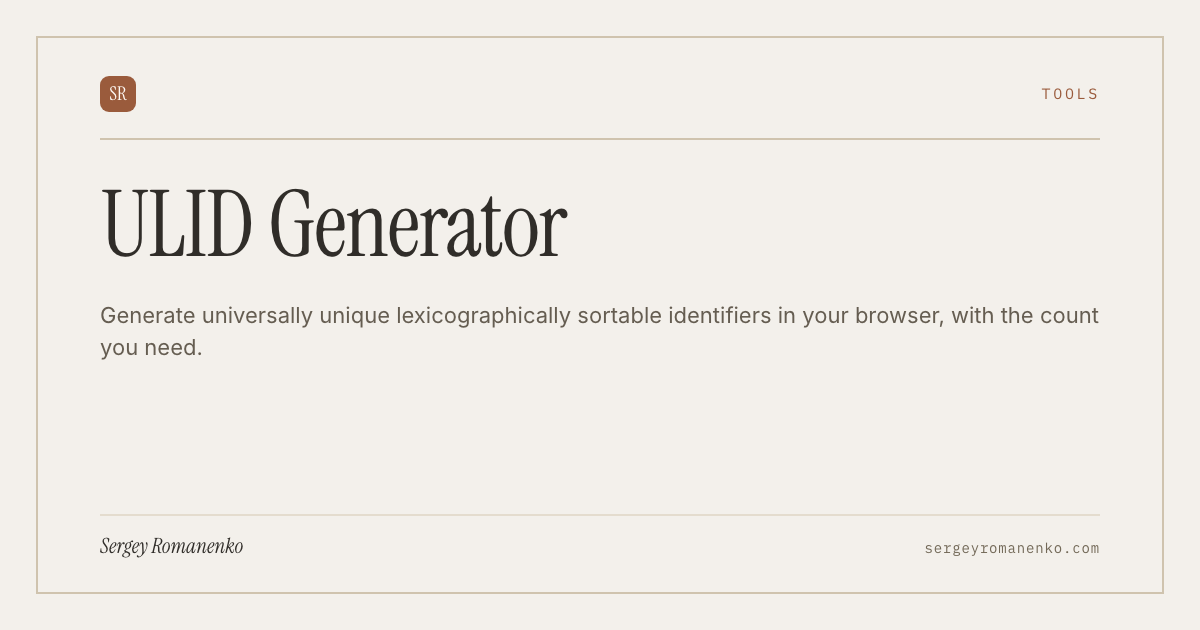 SR
TOOLS
ULID Generator
Generate universally unique lexicographically sortable identifiers in your browser, with the count
you need.
Sergey Romanenko
sergeyromanenko.com